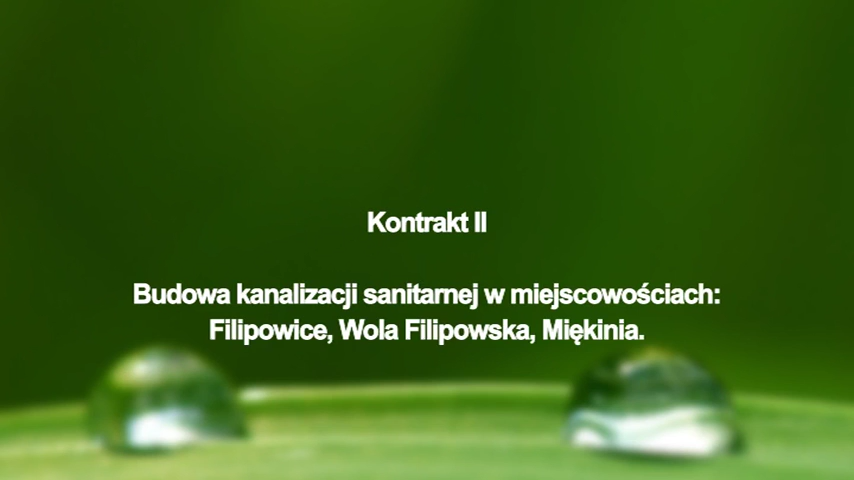 Kontrakt II
Budowa kanalizacji sanitarnej w miejscowościach:
Filipowice, Wola Filipowska, Miękinia.